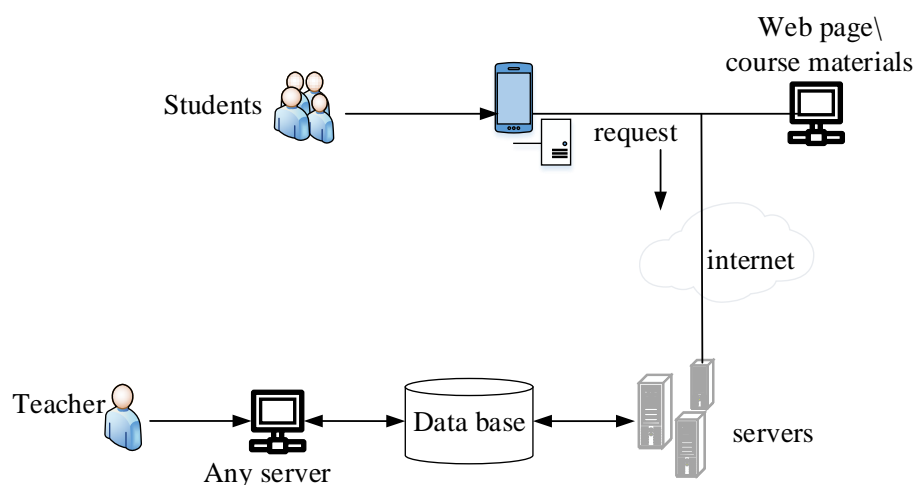 Web page\
course materials
Students
request
internet
Teacher
Data base
servers
Any server